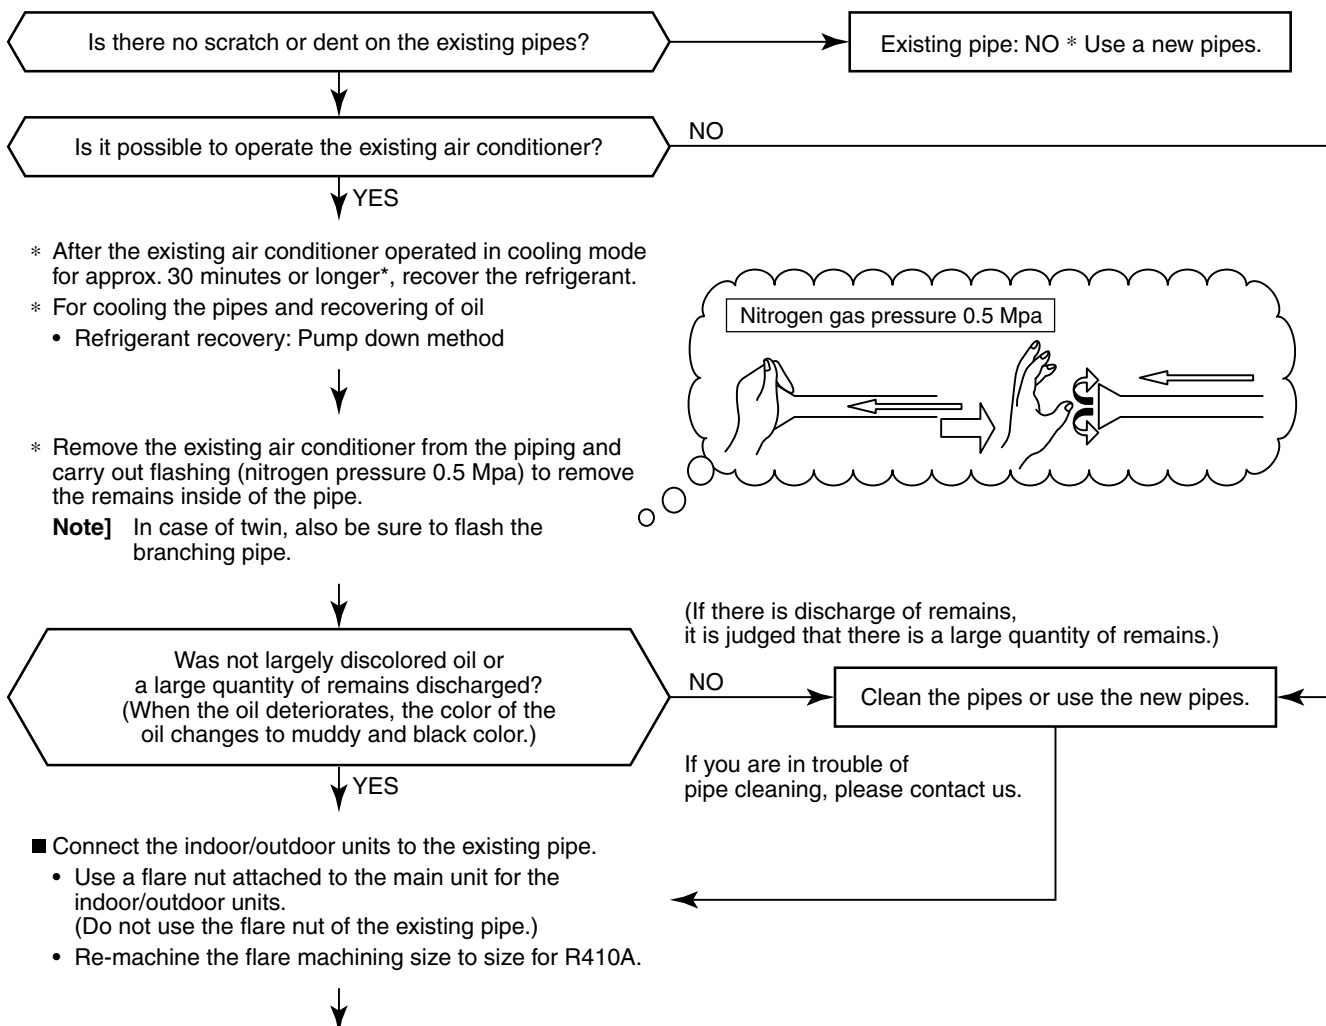 Is there no scratch or dent on the existing pipes?
Existing pipe: NO * Use a new pipes.
Is it possible to operate the existing air conditioner?
NO
YES
* After the existing air conditioner operated in cooling mode
for approx. 30 minutes or longer*, recover the refrigerant.
* For cooling the pipes and recovering of oil
• Refrigerant recovery: Pump down method
Nitrogen gas pressure 0.5 Mpa
* Remove the existing air conditioner from the piping and
carry out flashing (nitrogen pressure 0.5 Mpa) to remove
the remains inside of the pipe.
Note] In case of twin, also be sure to flash the
branching pipe.
(If there is discharge of remains,
it is judged that there is a large quantity of remains.)
Was not largely discolored oil or
a large quantity of remains discharged?
(When the oil deteriorates, the color of the
oil changes to muddy and black color.)
NO
Clean the pipes or use the new pipes.
YES
If you are in trouble of
pipe cleaning, please contact us.
■ Connect the indoor/outdoor units to the existing pipe.
• Use a flare nut attached to the main unit for the
indoor/outdoor units.
(Do not use the flare nut of the existing pipe.)
• Re-machine the flare machining size to size for R410A.